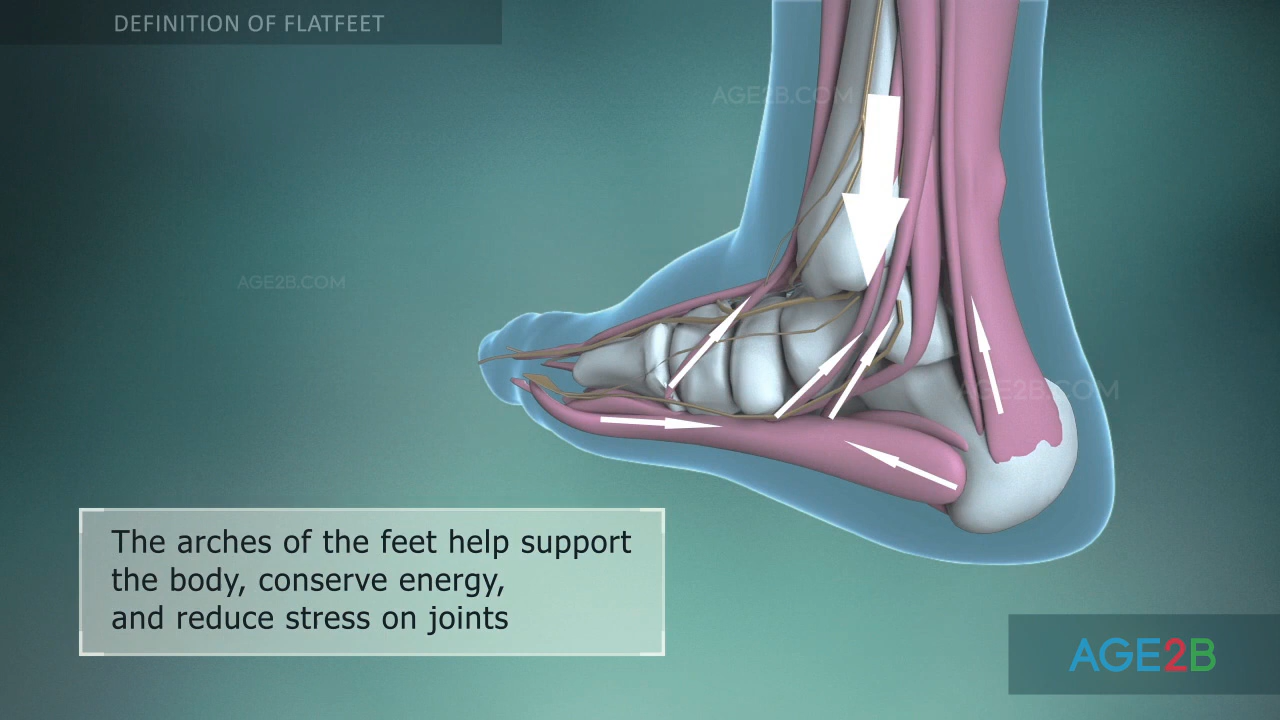 DEFINITION OF FLATFEET
AGE2B.COM
AGE2B.COM
AGE2B.COM
The arches of the feet help support
the body, conserve energy,
and reduce stress on joints
AGE2B